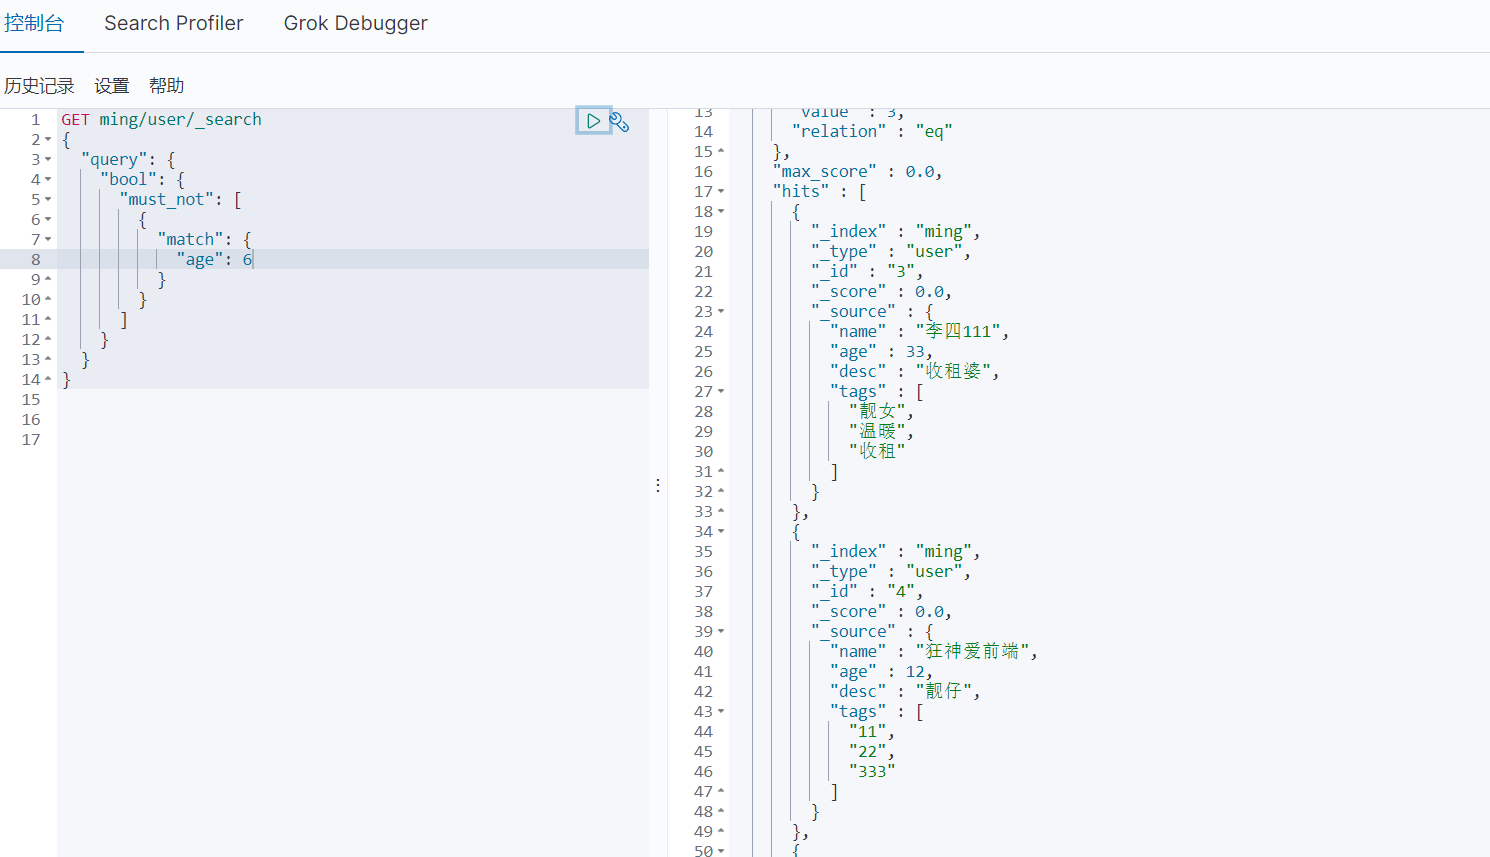 控制台 Search Profiler Grok Debugger
历史记录 设置 帮助
1 GET ming/user/_search
2 {
3 "query": {
4 "bool": {
5 "must_not": [
6 {
7 "match": {
8 "age": 6
9 }
10 }
11 ]
12 }
13 }
14 }
15
16
17
13 "value" : 3,
14 "relation" : "eq"
15 },
16 "max_score" : 0.0,
17 "hits" : [
18 {
19 "_index" : "ming",
20 "_type" : "user",
21 "_id" : "3",
22 "_score" : 0.0,
23 "_source" : {
24 "name" : "李四111",
25 "age" : 33,
26 "desc" : "收租婆",
27 "tags" : [
28 "靓女",
29 "温暖",
30 "收租"
31 ]
32 }
33 },
34 {
35 "_index" : "ming",
36 "_type" : "user",
37 "_id" : "4",
38 "_score" : 0.0,
39 "_source" : {
40 "name" : "狂神爱前端",
41 "age" : 12,
42 "desc" : "靓仔",
43 "tags" : [
44 "11",
45 "22",
46 "333"
47 ]
48 }
49 },
50 {